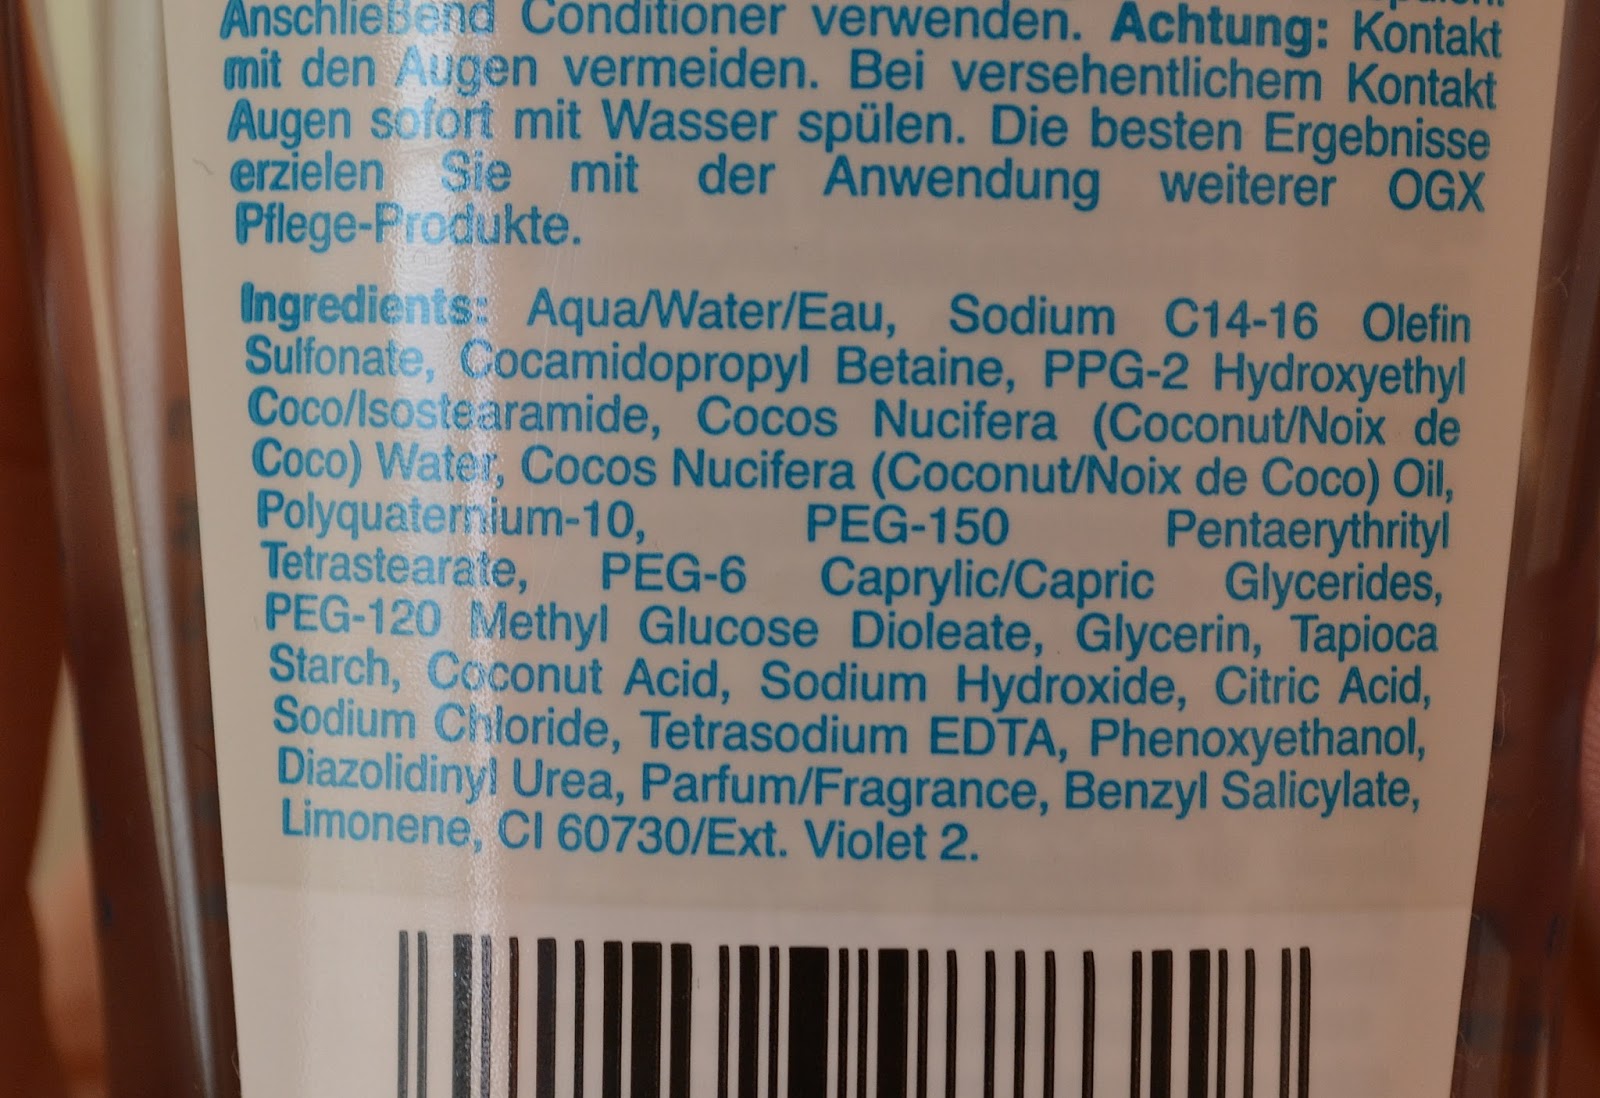 Anschließend Conditioner verwenden. Achtung: Kontakt
mit den Augen vermeiden. Bei versehentlichem Kontakt
Augen sofort mit Wasser spülen. Die besten Ergebnisse
erzielen Sie mit der Anwendung weiterer OGX
Pflege-Produkte.
Ingredients: Aqua/Water/Eau, Sodium C14-16 Olefin
Sulfonate, Cocamidopropyl Betaine, PPG-2 Hydroxyethyl
Coco/Isostearamide, Cocos Nucifera (Coconut/Noix de
Coco) Water, Cocos Nucifera (Coconut/Noix de Coco) Oil,
Polyquaternium-10, PEG-150 Pentaerythrityl
Tetrastearate, PEG-6 Caprylic/Capric Glycerides,
PEG-120 Methyl Glucose Dioleate, Glycerin, Tapioca
Starch, Coconut Acid, Sodium Hydroxide, Citric Acid,
Sodium Chloride, Tetrasodium EDTA, Phenoxyethanol,
Diazolidinyl Urea, Parfum/Fragrance, Benzyl Salicylate,
Limonene, CI 60730/Ext. Violet 2.